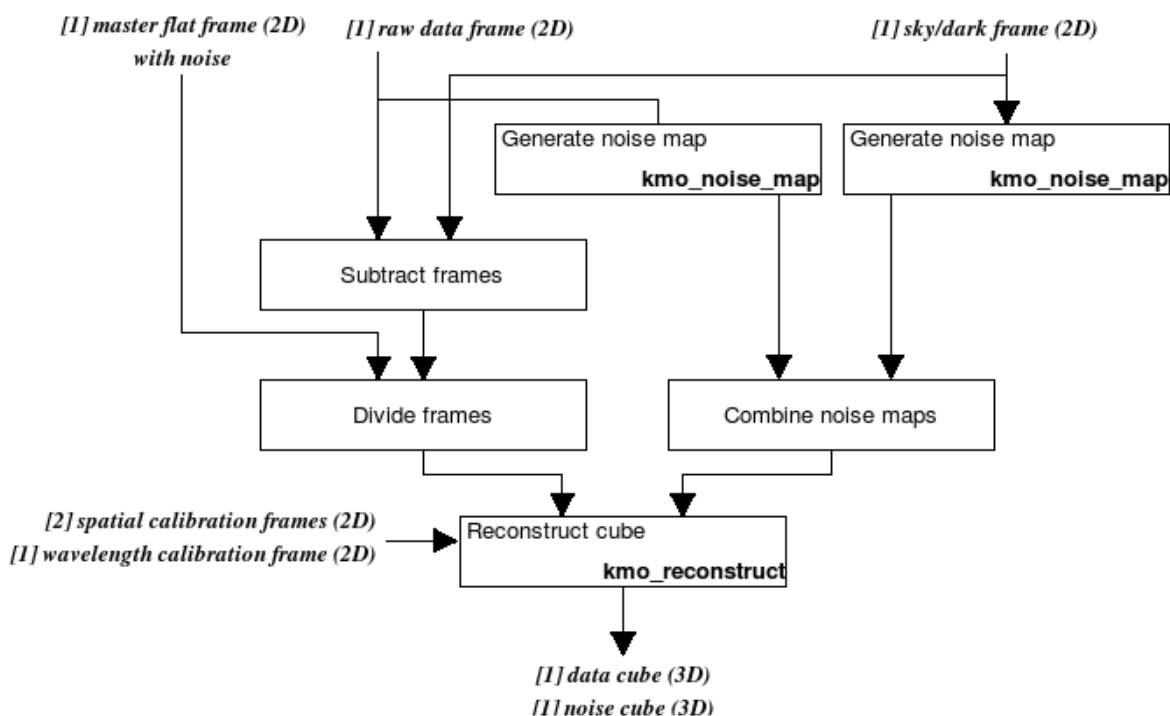 [1] master flat frame (2D)
with noise
[1] raw data frame (2D)
[1] sky/dark frame (2D)
Generate noise map
kmo_noise_map
Generate noise map
kmo_noise_map
Subtract frames
Divide frames
Combine noise maps
[2] spatial calibration frames (2D)
[1] wavelength calibration frame (2D)
Reconstruct cube
kmo_reconstruct
[1] data cube (3D)
[1] noise cube (3D)